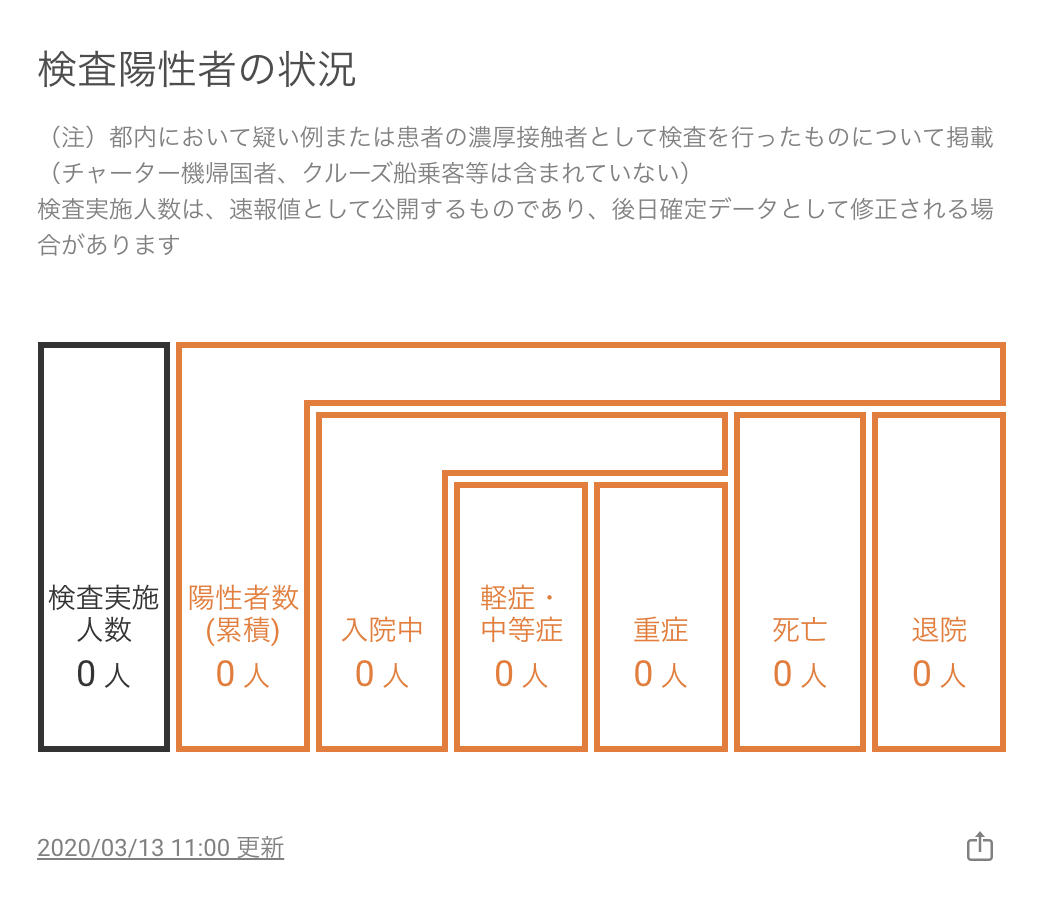 検査陽性者の状況
（注）都内において疑い例または患者の濃厚接触者として検査を行ったものについて掲載
（チャーター機帰国者、クルーズ船乗客等は含まれていない）
検査実施人数は、速報値として公開するものであり、後日確定データとして修正される場
合があります
検査実施
人数
0 人
陽性者数
(累積)
0 人
入院中
0 人
軽症・
中等症
0 人
重症
0 人
死亡
0 人
退院
0 人
2020/03/13 11:00 更新